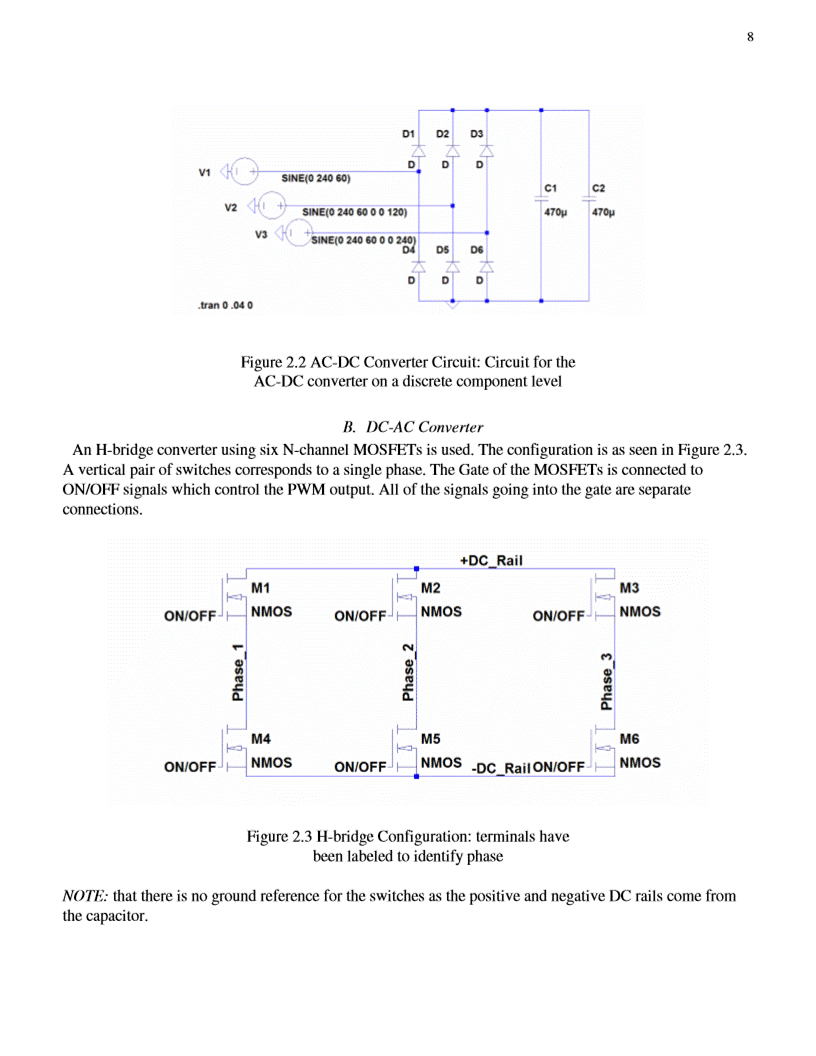 8
D1 D2 D3
D D D
V1
SINE(0 240 60)
V2
SINE(0 240 60 0 0 120)
V3
SINE(0 240 60 0 0 240)
C1 C2
470µ 470µ
D4 D5 D6
D D D
.tran 0 .04 0
Figure 2.2 AC-DC Converter Circuit: Circuit for the
AC-DC converter on a discrete component level
B. DC-AC Converter
An H-bridge converter using six N-channel MOSFETs is used. The configuration is as seen in Figure 2.3.
A vertical pair of switches corresponds to a single phase. The Gate of the MOSFETs is connected to
ON/OFF signals which control the PWM output. All of the signals going into the gate are separate
connections.
+DC_Rail
M1 M2 M3
ON/OFF NMOS ON/OFF NMOS ON/OFF NMOS
Phase_1 Phase_2 Phase_3
M4 M5 M6
ON/OFF NMOS ON/OFF NMOS -DC_Rail ON/OFF NMOS
Figure 2.3 H-bridge Configuration: terminals have
been labeled to identify phase
NOTE: that there is no ground reference for the switches as the positive and negative DC rails come from
the capacitor.